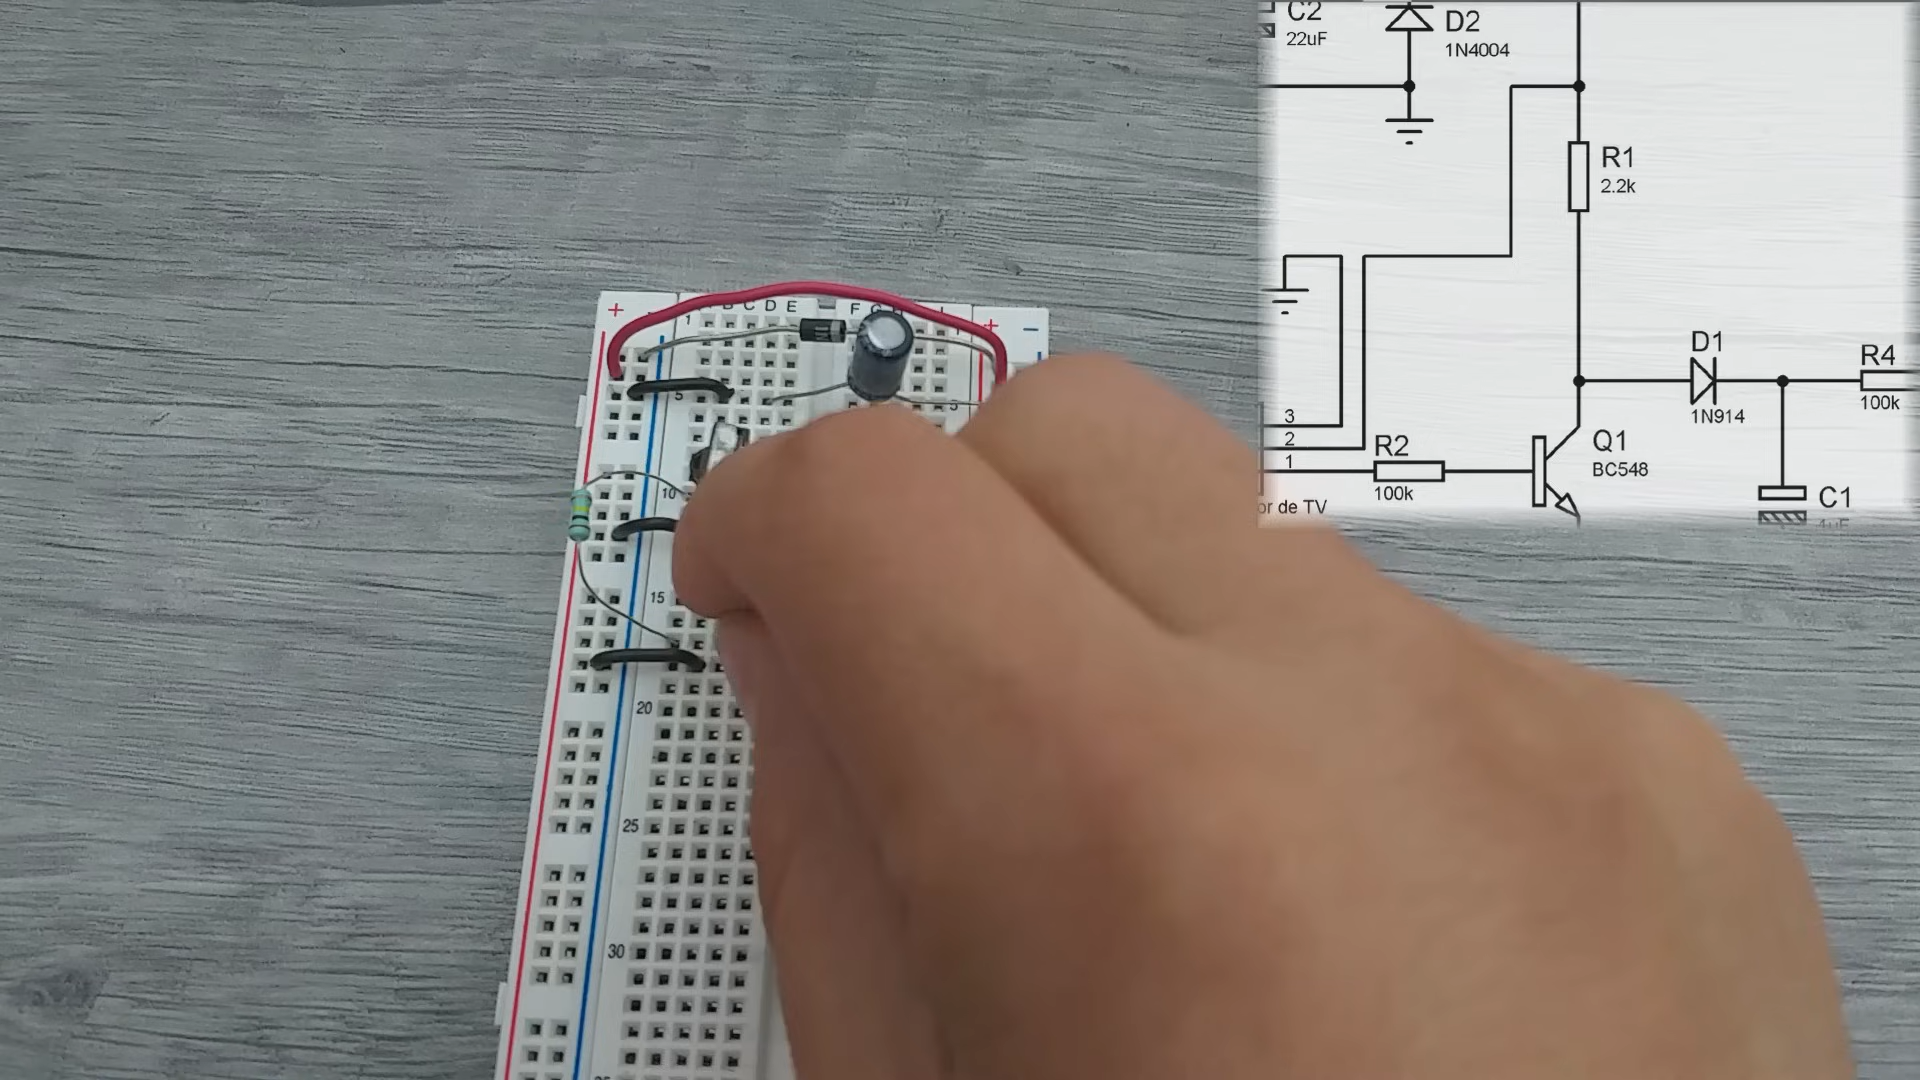 C2
22uF
D2
1N4004
R1
2.2k
D1
1N914
R4
100k
3
2
1
R2
100k
Q1
BC548
C1
or de TV
+
B C D E
F G
+
−
1
5
5
10
15
20
25
30